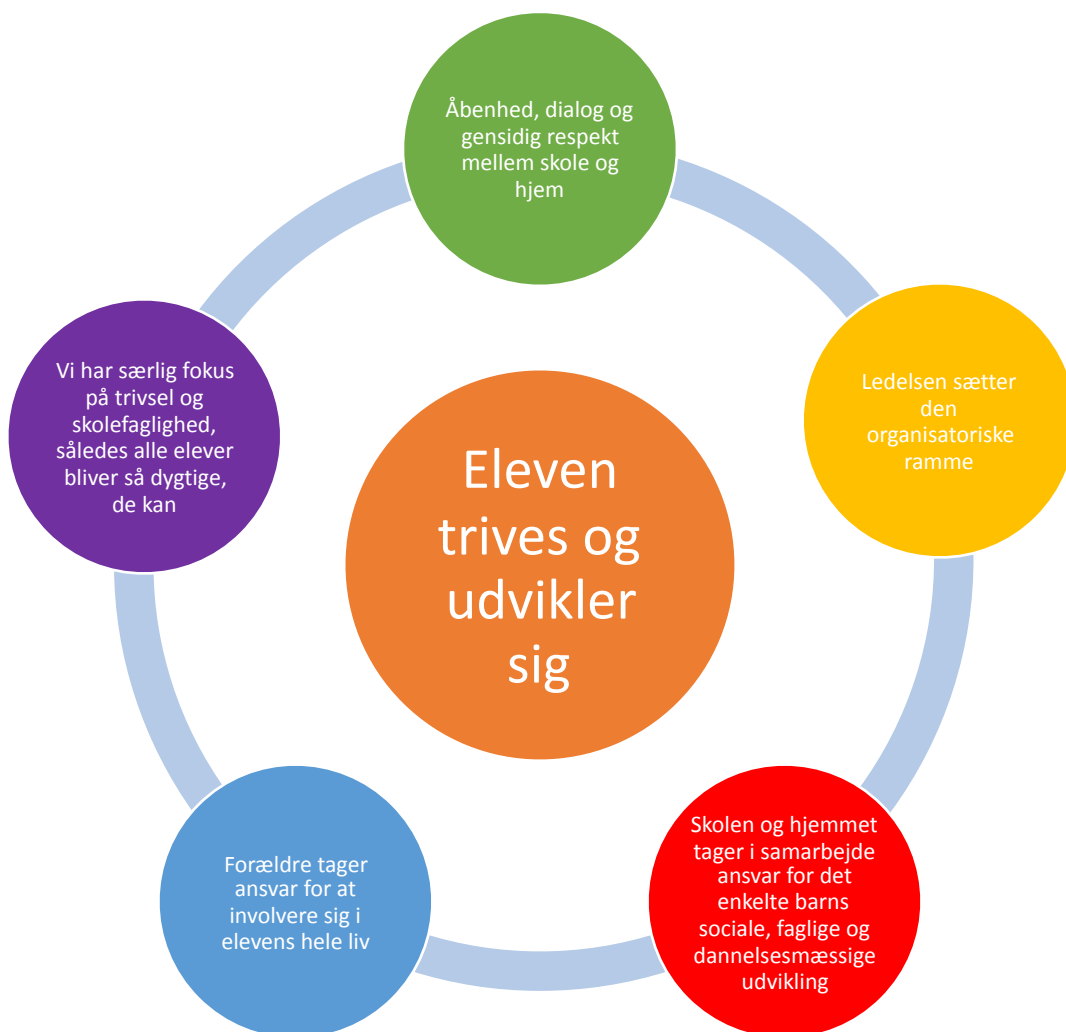 Åbenhed, dialog og
gensidig respekt
mellem skole og
hjem
Ledelsen sætter
den
organisatoriske
ramme
Skolen og hjemmet
tager i samarbejde
ansvar for det
enkelte barns
sociale, faglige og
dannelsesmæssige
udvikling
Forældre tager
ansvar for at
involvere sig i
elevens hele liv
Vi har særlig fokus
på trivsel og
skolefaglighed,
således alle elever
bliver så dygtige,
de kan
Eleven
trives og
udvikler
sig